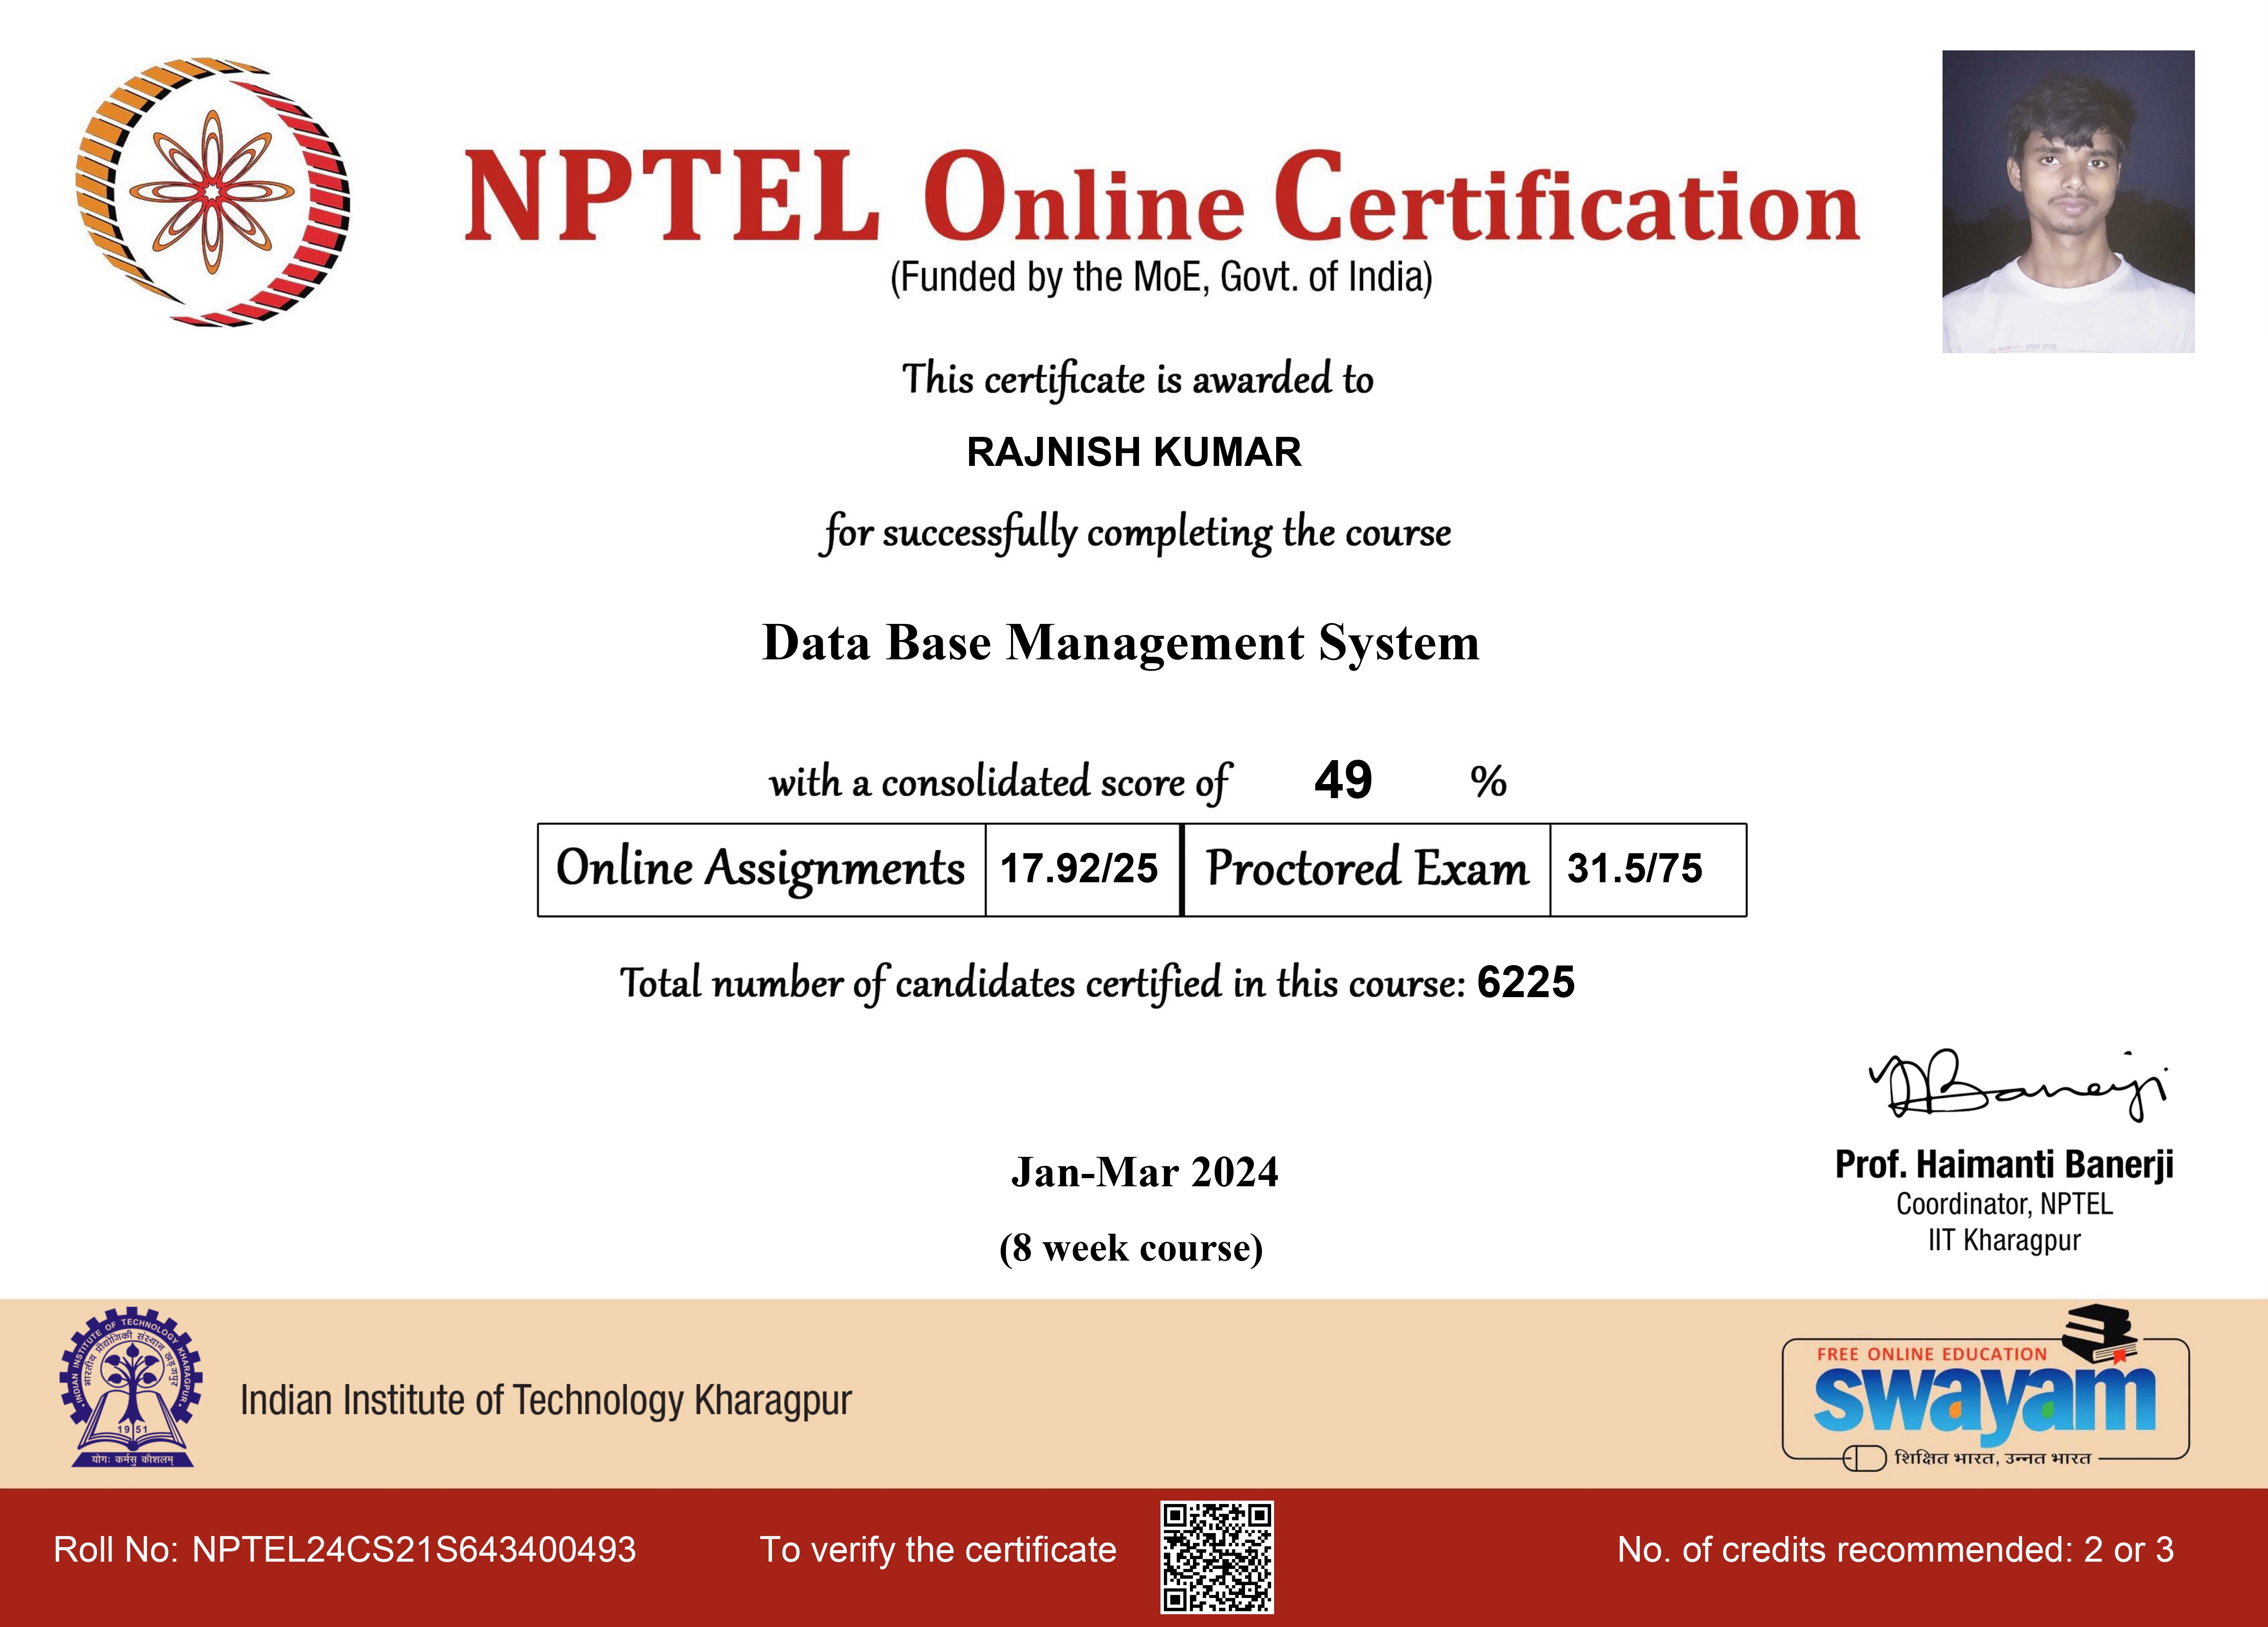 NPTEL Online Certification
(Funded by the MoE, Govt. of India)
This certificate is awarded to
RAJNISH KUMAR
for successfully completing the course
Data Base Management System
with a consolidated score of 49 %
Online Assignments 17.92/25 Proctored Exam 31.5/75
Total number of candidates certified in this course: 6225
Banerji
Prof. Haimanti Banerji
Coordinator, NPTEL
IIT Kharagpur
Jan-Mar 2024
(8 week course)
INDIAN INSTITUTE OF TECHNOLOGY KHARAGPUR
भारतीय प्रौद्योगिकी संस्थान खड़गपुर
1951
योगः कर्मसु कौशलम्
Indian Institute of Technology Kharagpur
FREE ONLINE EDUCATION
swayam
शिक्षित भारत, उन्नत भारत
Roll No: NPTEL24CS21S643400493
To verify the certificate
No. of credits recommended: 2 or 3